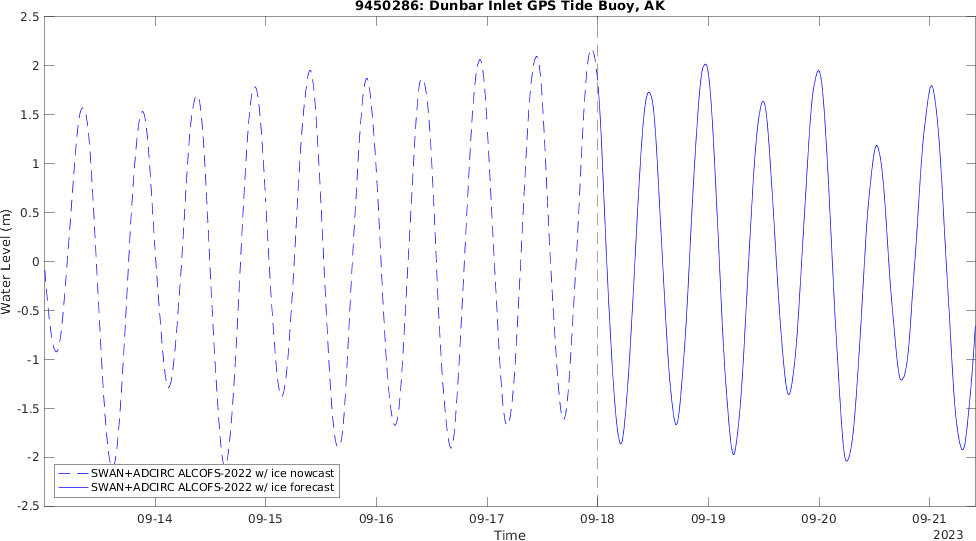 9450286: Dunbar Inlet GPS Tide Buoy, AK
2.5
2
1.5
1
0.5
0
-0.5
-1
-1.5
-2
-2.5
Water Level (m)
SWAN+ADCIRC ALCOFS-2022 w/ ice nowcast
SWAN+ADCIRC ALCOFS-2022 w/ ice forecast
09-14 09-15 09-16 09-17 09-18 09-19 09-20 09-21
Time
2023